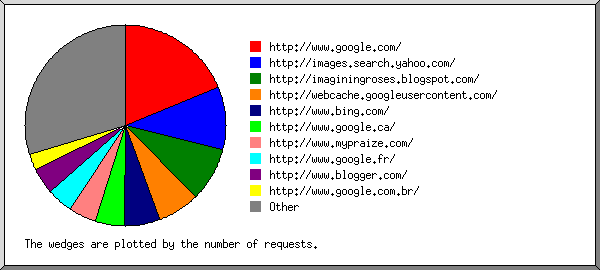 http://www.google.com/
http://images.search.yahoo.com/
http://imaginingroses.blogspot.com/
http://webcache.googleusercontent.com/
http://www.bing.com/
http://www.google.ca/
http://www.mypraize.com/
http://www.google.fr/
http://www.blogger.com/
http://www.google.com.br/
Other
The wedges are plotted by the number of requests.